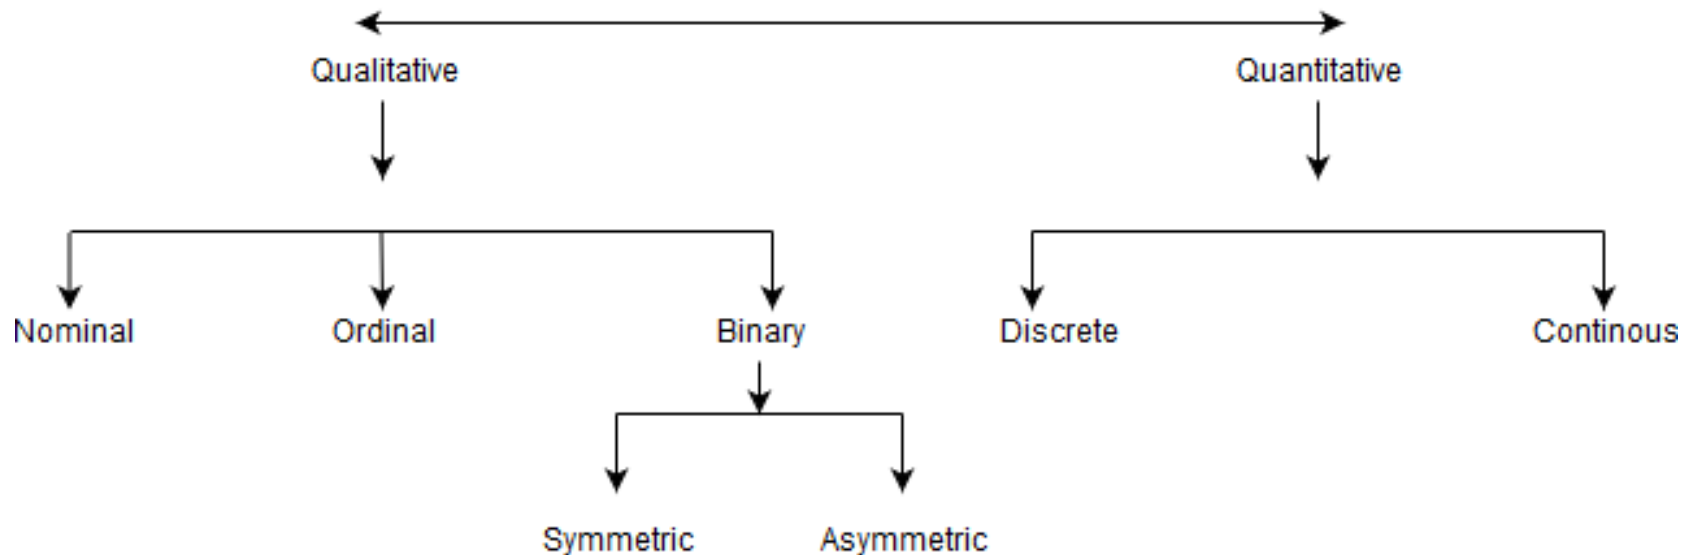 Qualitative Quantitative
Nominal Ordinal Binary Discrete Continous
Symmetric Asymmetric